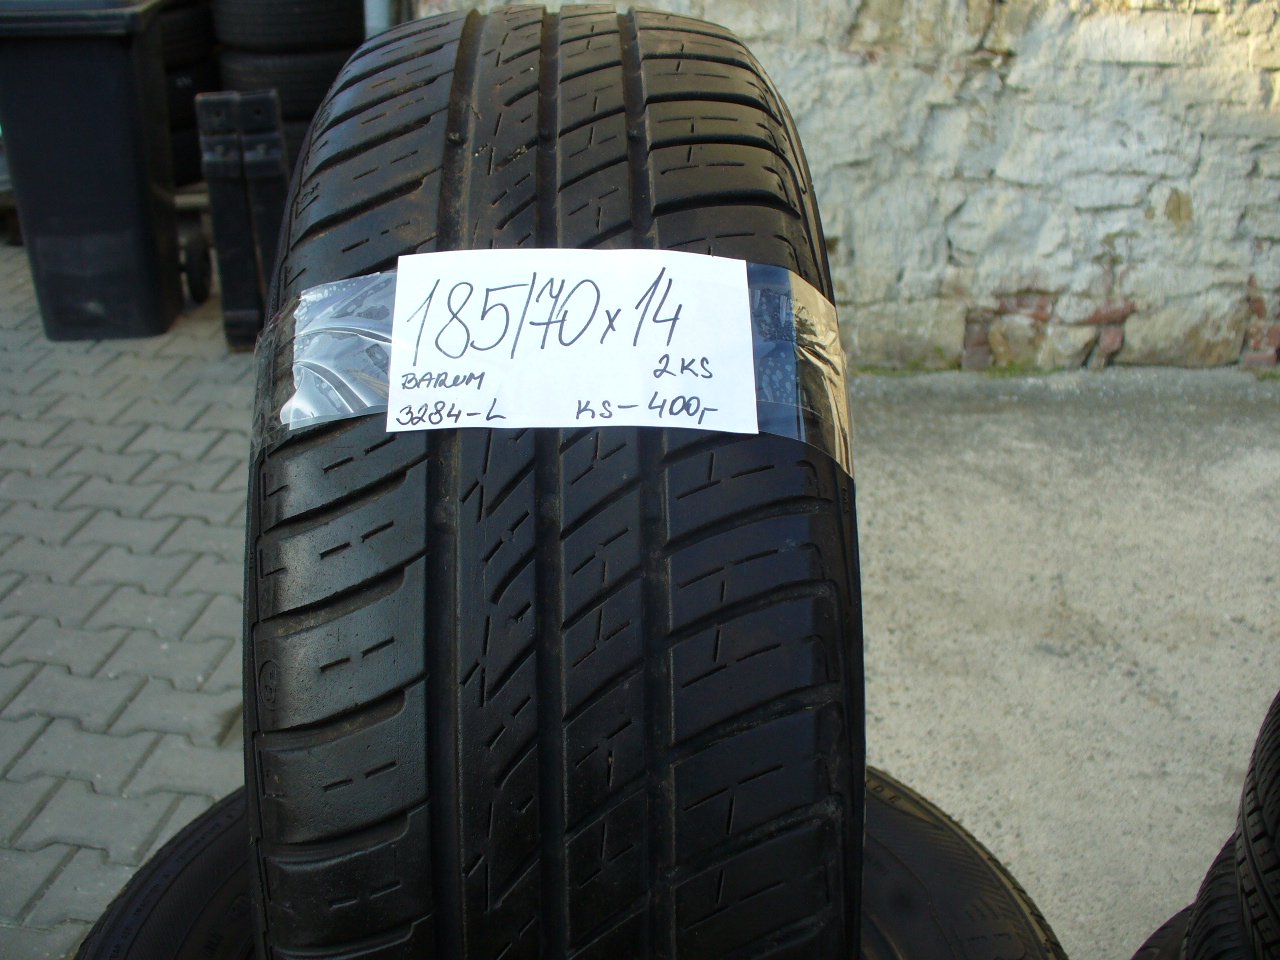 185/70x14
BARUM 2KS
3284-L KS-400,-